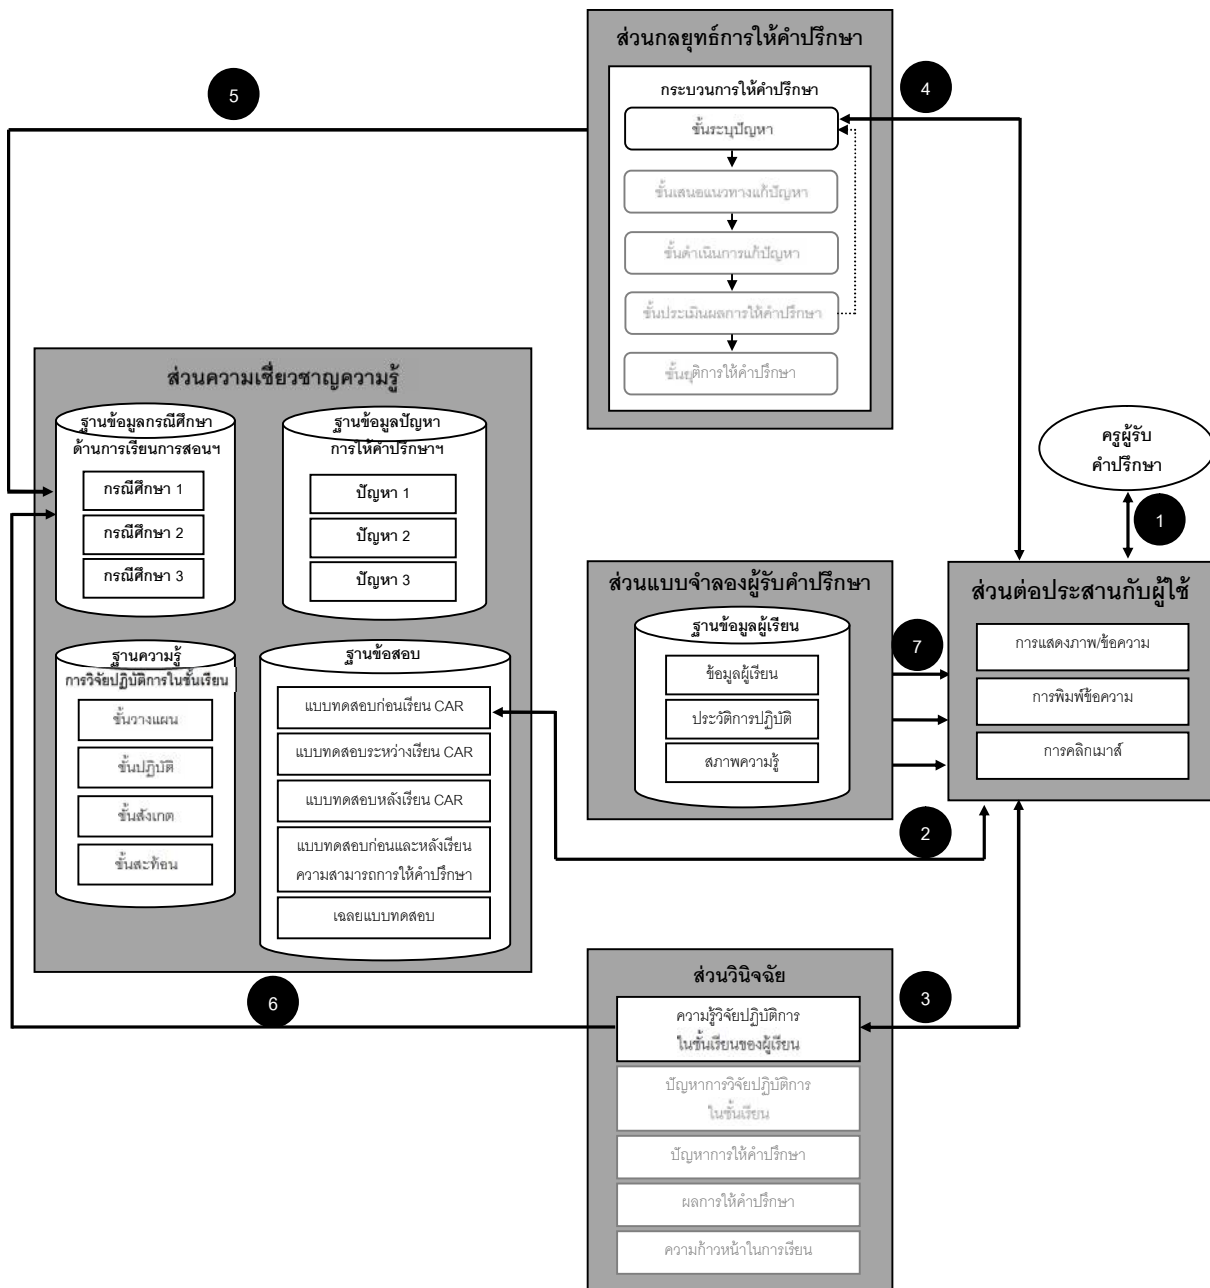 ส่วนกลยุทธ์การให้คำปรึกษา
กระบวนการให้คำปรึกษา
ขั้นระบุปัญหา
ขั้นเสนอแนวทางแก้ปัญหา
ขั้นดำเนินการแก้ปัญหา
ขั้นประเมินผลการให้คำปรึกษา
ขั้นยุติการให้คำปรึกษา
5
4
ส่วนความเชี่ยวชาญความรู้
ฐานข้อมูลกรณีศึกษา
ด้านการเรียนการสอนฯ
กรณีศึกษา 1
กรณีศึกษา 2
กรณีศึกษา 3
ฐานข้อมูลปัญหา
การให้คำปรึกษาฯ
ปัญหา 1
ปัญหา 2
ปัญหา 3
ฐานความรู้
การวิจัยปฏิบัติการในชั้นเรียน
ขั้นวางแผน
ขั้นปฏิบัติ
ขั้นสังเกต
ขั้นสะท้อน
ฐานข้อสอบ
แบบทดสอบก่อนเรียน CAR
แบบทดสอบระหว่างเรียน CAR
แบบทดสอบหลังเรียน CAR
แบบทดสอบก่อนและหลังเรียน
ความสามารถการให้คำปรึกษา
เฉลยแบบทดสอบ
ครูผู้รับ
คำปรึกษา
1
ส่วนแบบจำลองผู้รับคำปรึกษา
ฐานข้อมูลผู้เรียน
ข้อมูลผู้เรียน
ประวัติการปฏิบัติ
สภาพความรู้
7
2
ส่วนต่อประสานกับผู้ใช้
การแสดงภาพ/ข้อความ
การพิมพ์ข้อความ
การคลิกเมาส์
6
3
ส่วนวินิจฉัย
ความรู้วิจัยปฏิบัติการ
ในชั้นเรียนของผู้เรียน
ปัญหาการวิจัยปฏิบัติการ
ในชั้นเรียน
ปัญหาการให้คำปรึกษา
ผลการให้คำปรึกษา
ความก้าวหน้าในการเรียน